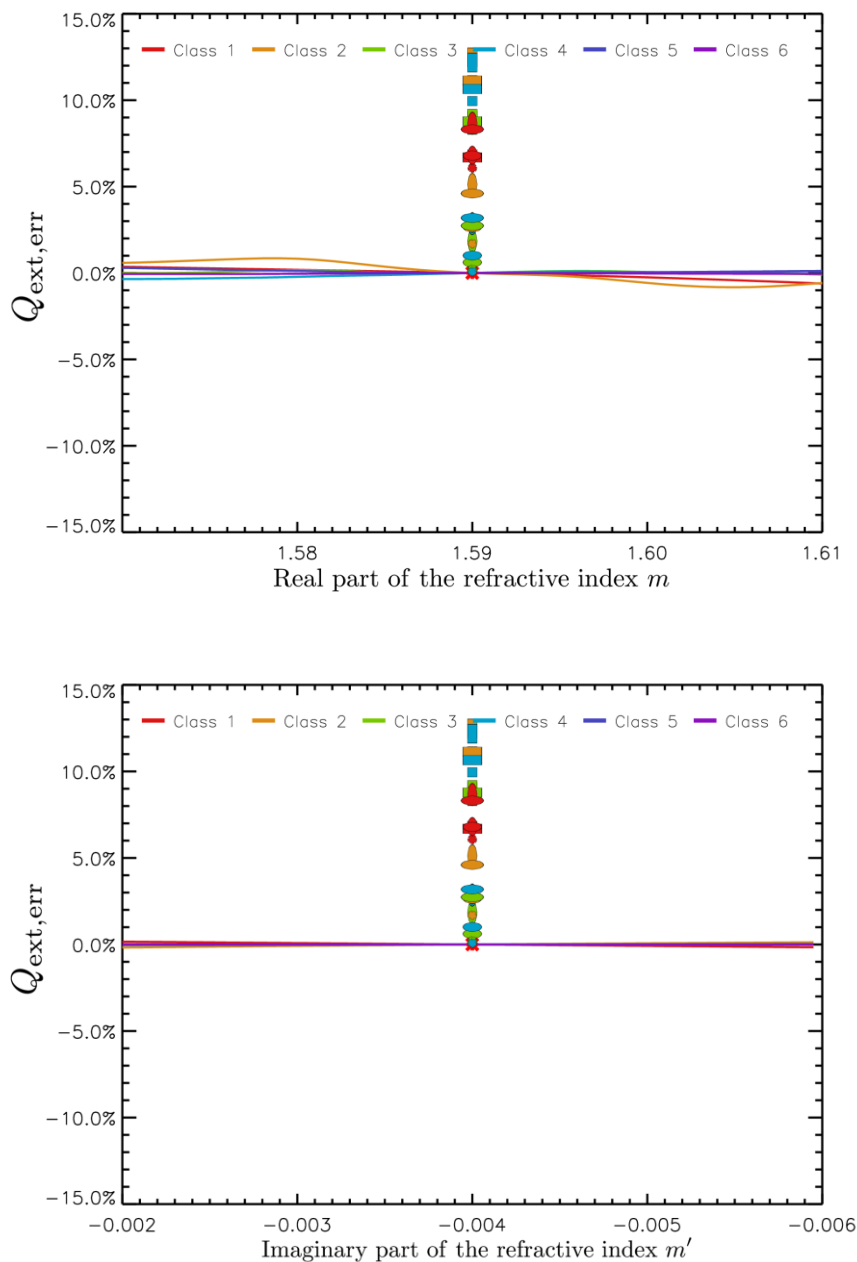 15.0%
Class 1 Class 2 Class 3 Class 4 Class 5 Class 6
10.0%
5.0%
0.0%
−5.0%
−10.0%
−15.0%
Qext,err
1.58 1.59 1.60 1.61
Real part of the refractive index m
15.0%
Class 1 Class 2 Class 3 Class 4 Class 5 Class 6
10.0%
5.0%
0.0%
−5.0%
−10.0%
−15.0%
Qext,err
−0.002 −0.003 −0.004 −0.005 −0.006
Imaginary part of the refractive index m′